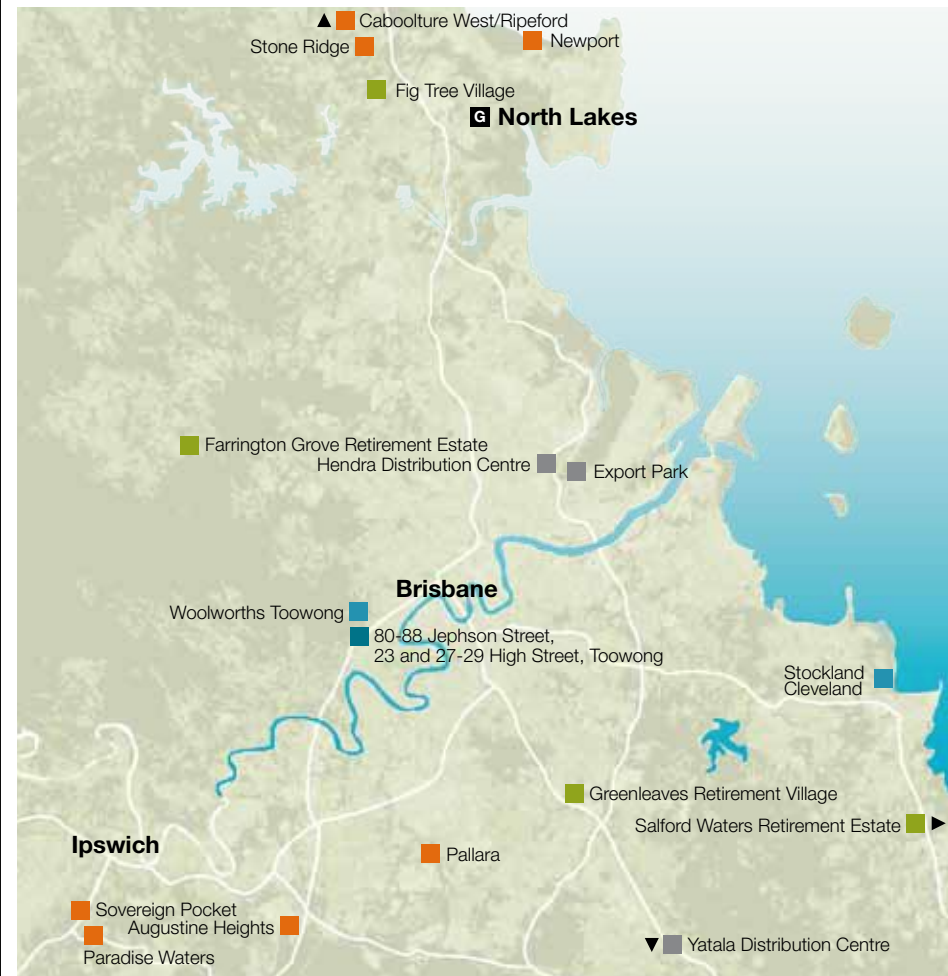 Caboolture West/Ripeford
Stone Ridge
Newport
Fig Tree Village
G North Lakes
Farrington Grove Retirement Estate
Hendra Distribution Centre
Export Park
Brisbane
Woolworths Toowong
80-88 Jephson Street,
23 and 27-29 High Street, Toowong
Stockland
Cleveland
Greenleaves Retirement Village
Salford Waters Retirement Estate
Ipswich
Pallara
Sovereign Pocket
Augustine Heights
Paradise Waters
Yatala Distribution Centre